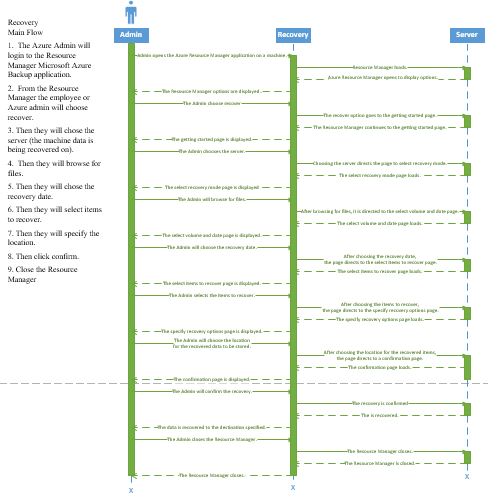 Recovery
Main Flow
1. The Azure Admin will
login to the Resource
Manager Microsoft Azure
Backup application.
2. From the Resource
Manager the employee or
Azure admin will choose
recover.
3. Then they will chose the
server (the machine data is
being recovered on).
4. Then they will browse for
files.
5. Then they will chose the
recovery date.
6. Then they will select items
to recover.
7. Then they will specify the
location.
8. Then click confirm.
9. Close the Resource
Manager
Admin
Recovery
Server
Admin opens the Azure Resource Manager application on a machine.
Resource Manager loads.
Azure Resource Manager opens to display options.
The Resource Manager options are displayed.
The Admin choose recover
The recover option goes to the getting started page.
The Resource Manager continues to the getting started page.
The getting started page is displayed.
The Admin chooses the server.
Choosing the server directs the page to select recovery mode.
The select recovery mode page loads.
The select recovery mode page is displayed
The Admin will browse for files.
After browsing for files, it is directed to the select volume and date page.
The select volume and date page loads.
The select volume and date page is displayed.
The Admin will choose the recovery date.
After choosing the recovery date,
the page directs to the select items to recover page.
The select items to recover page loads.
The select items to recover page is displayed.
The Admin selects the items to recover.
After choosing the items to recover,
the page directs to the specify recovery options page.
The specify recovery options page loads.
The specify recovery options page is displayed.
The Admin will choose the location
for the recovered data to be stored.
After choosing the location for the recovered items,
the page directs to a confirmation page.
The confirmation page loads.
The confirmation page is displayed
The Admin will confirm the recovery.
The recovery is confirmed
The is recovered.
The data is recovered to the destination specified
The Admin closes the Resource Manager.
The Resource Manager closes.
The Resource Manager is closed.
The Resource Manager closes.
X
X
X